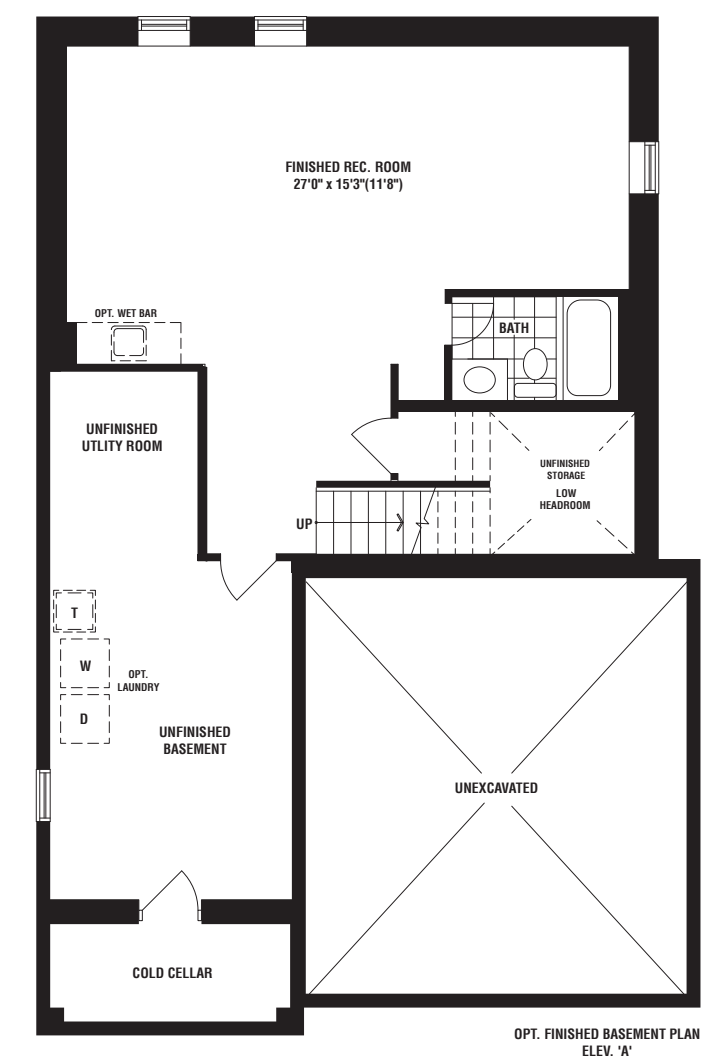 FINISHED REC. ROOM
27'0" x 15'3"(11'8")
OPT. WET BAR
BATH
UNFINISHED
UTLITY ROOM
UNFINISHED
STORAGE
LOW
HEADROOM
UP
T
W
OPT.
LAUNDRY
D
UNFINISHED
BASEMENT
UNEXCAVATED
COLD CELLAR
OPT. FINISHED BASEMENT PLAN
ELEV. 'A'